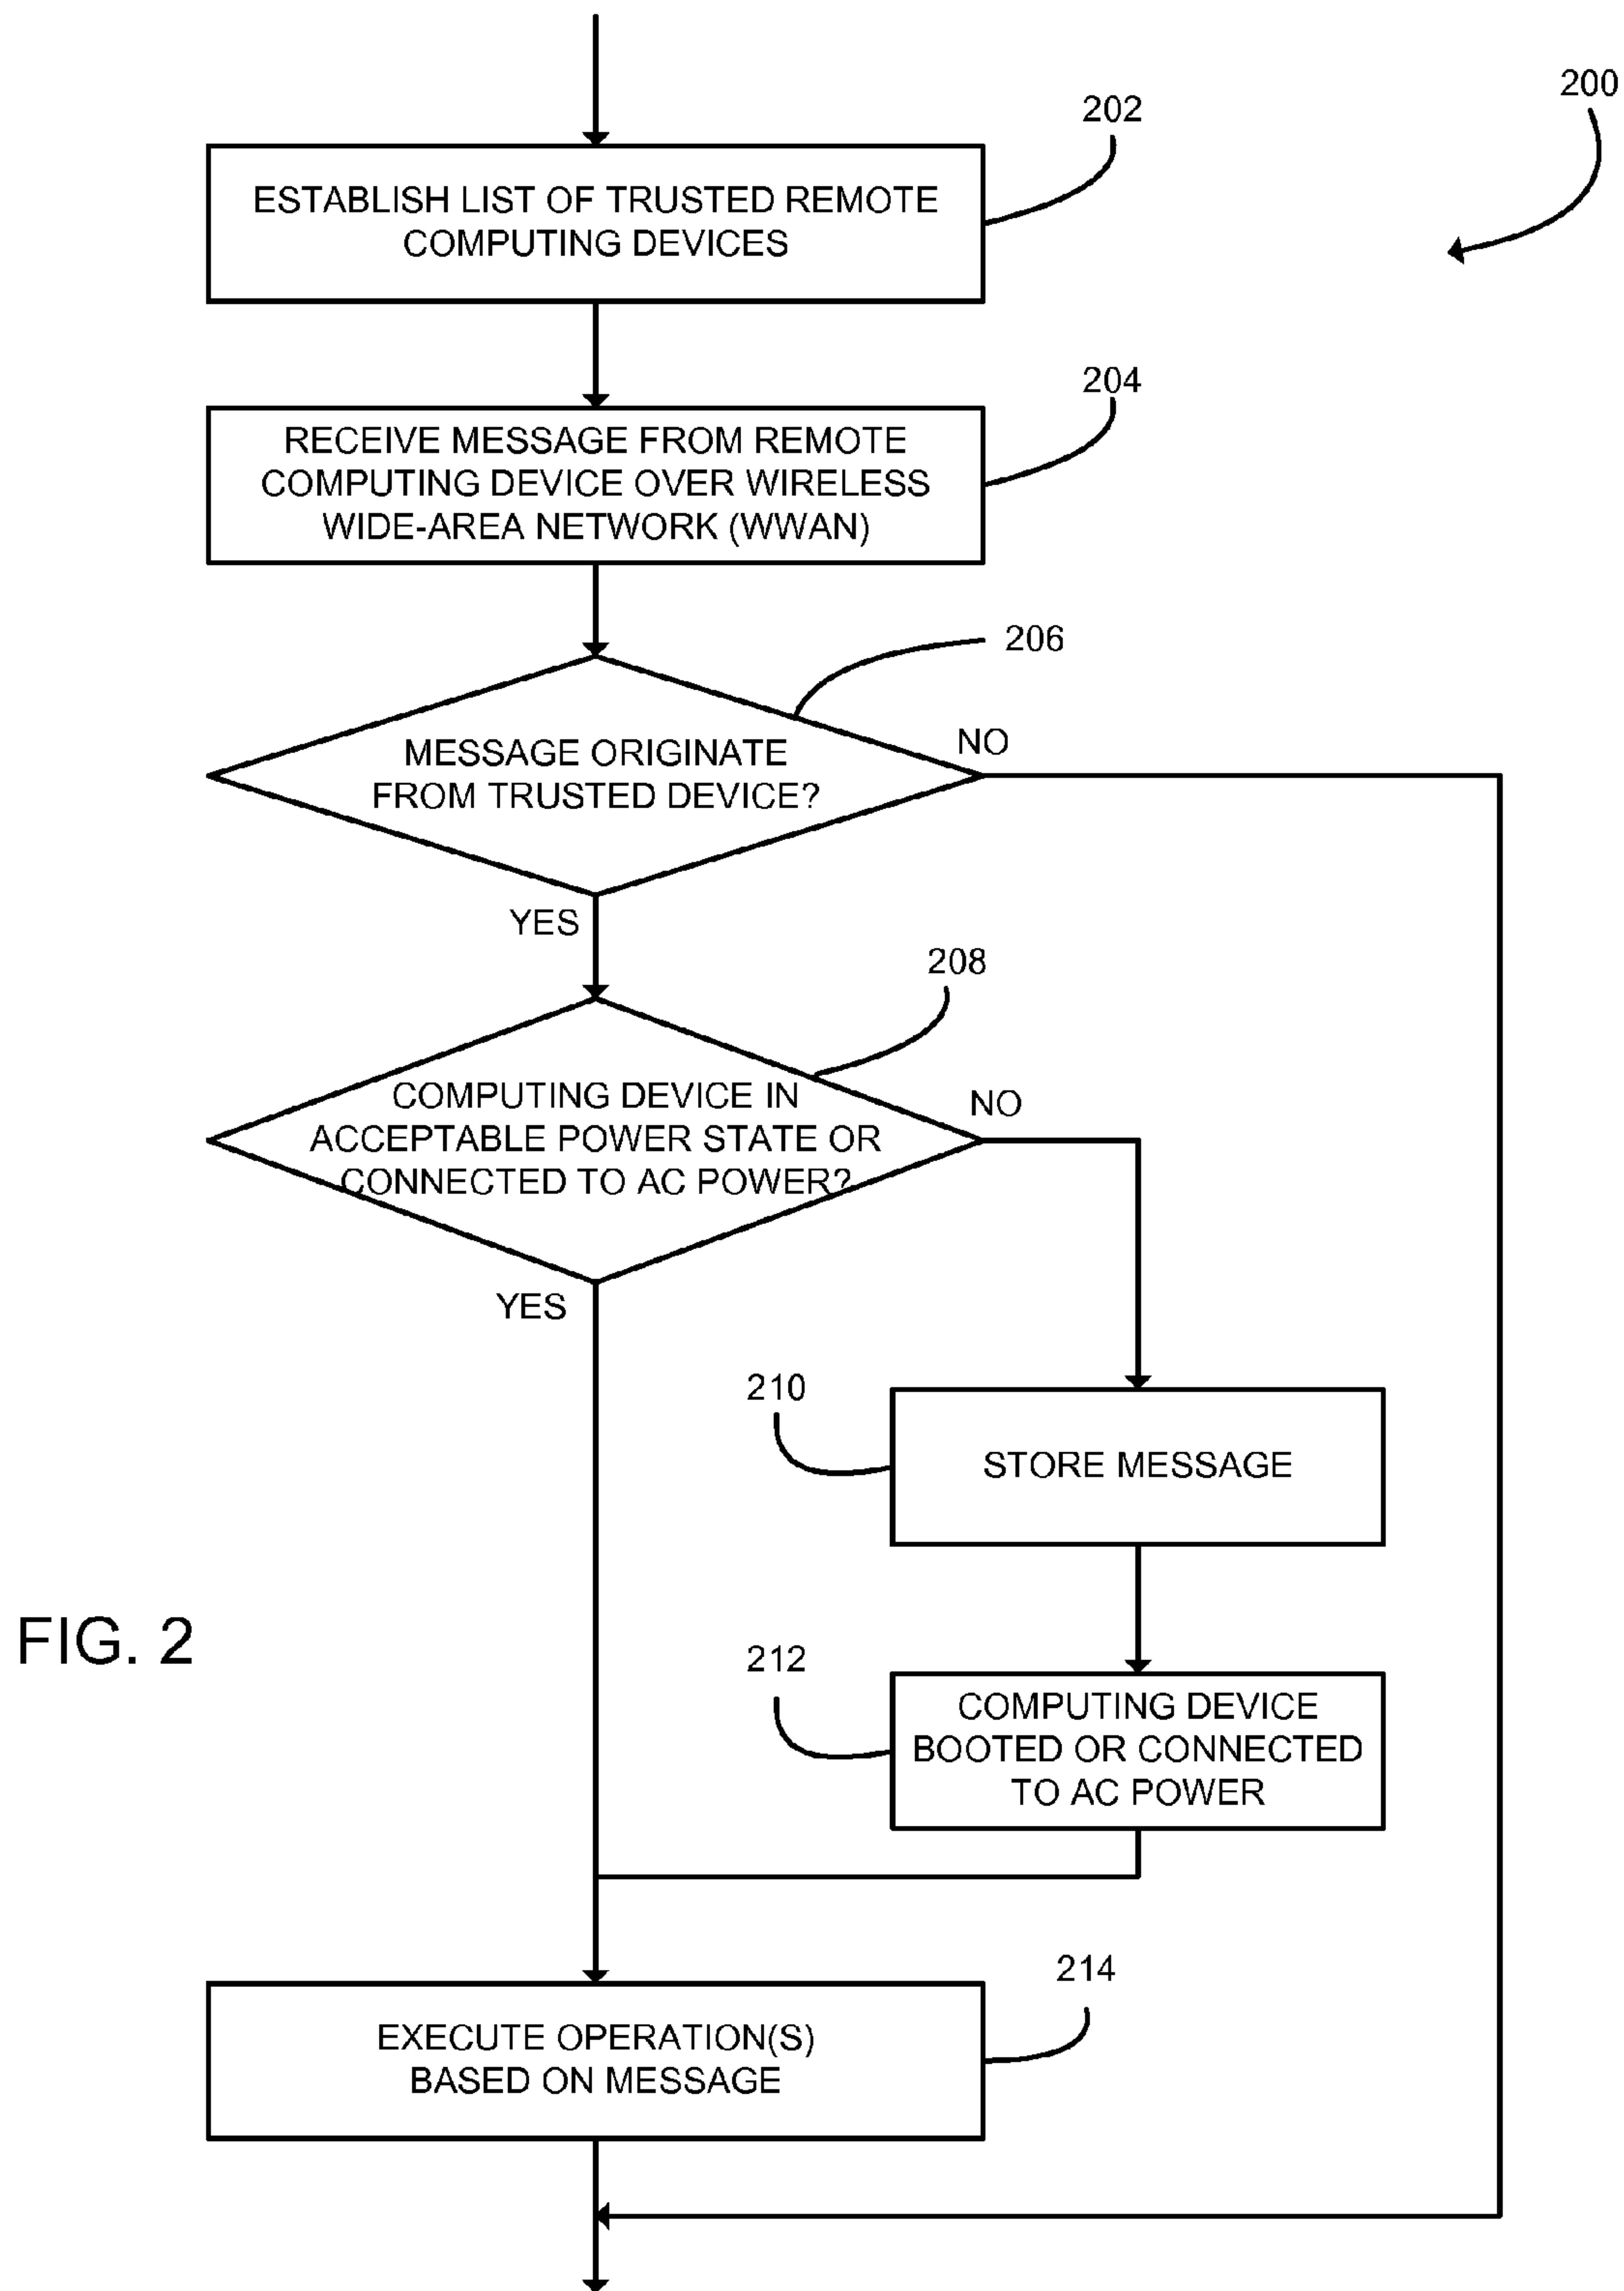 200
202
ESTABLISH LIST OF TRUSTED REMOTE
COMPUTING DEVICES
204
RECEIVE MESSAGE FROM REMOTE
COMPUTING DEVICE OVER WIRELESS
WIDE-AREA NETWORK (WWAN)
206
MESSAGE ORIGINATE
FROM TRUSTED DEVICE?
NO
YES
208
COMPUTING DEVICE IN
ACCEPTABLE POWER STATE OR
CONNECTED TO AC POWER?
NO
YES
210
STORE MESSAGE
FIG. 2
212
COMPUTING DEVICE
BOOTED OR CONNECTED
TO AC POWER
214
EXECUTE OPERATION(S)
BASED ON MESSAGE